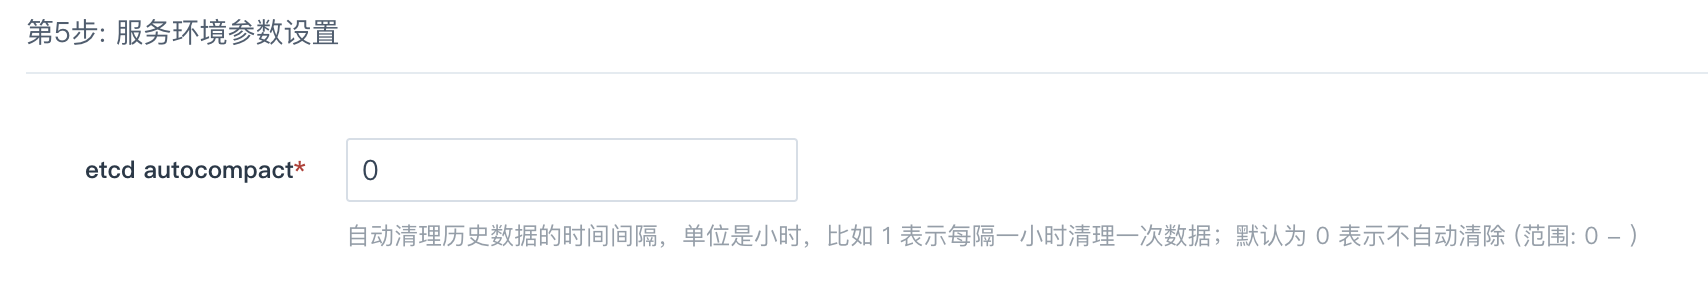 第5步: 服务环境参数设置
etcd autocompact*
0
自动清理历史数据的时间间隔，单位是小时，比如 1 表示每隔一小时清理一次数据；默认为 0 表示不自动清除 (范围: 0 - )